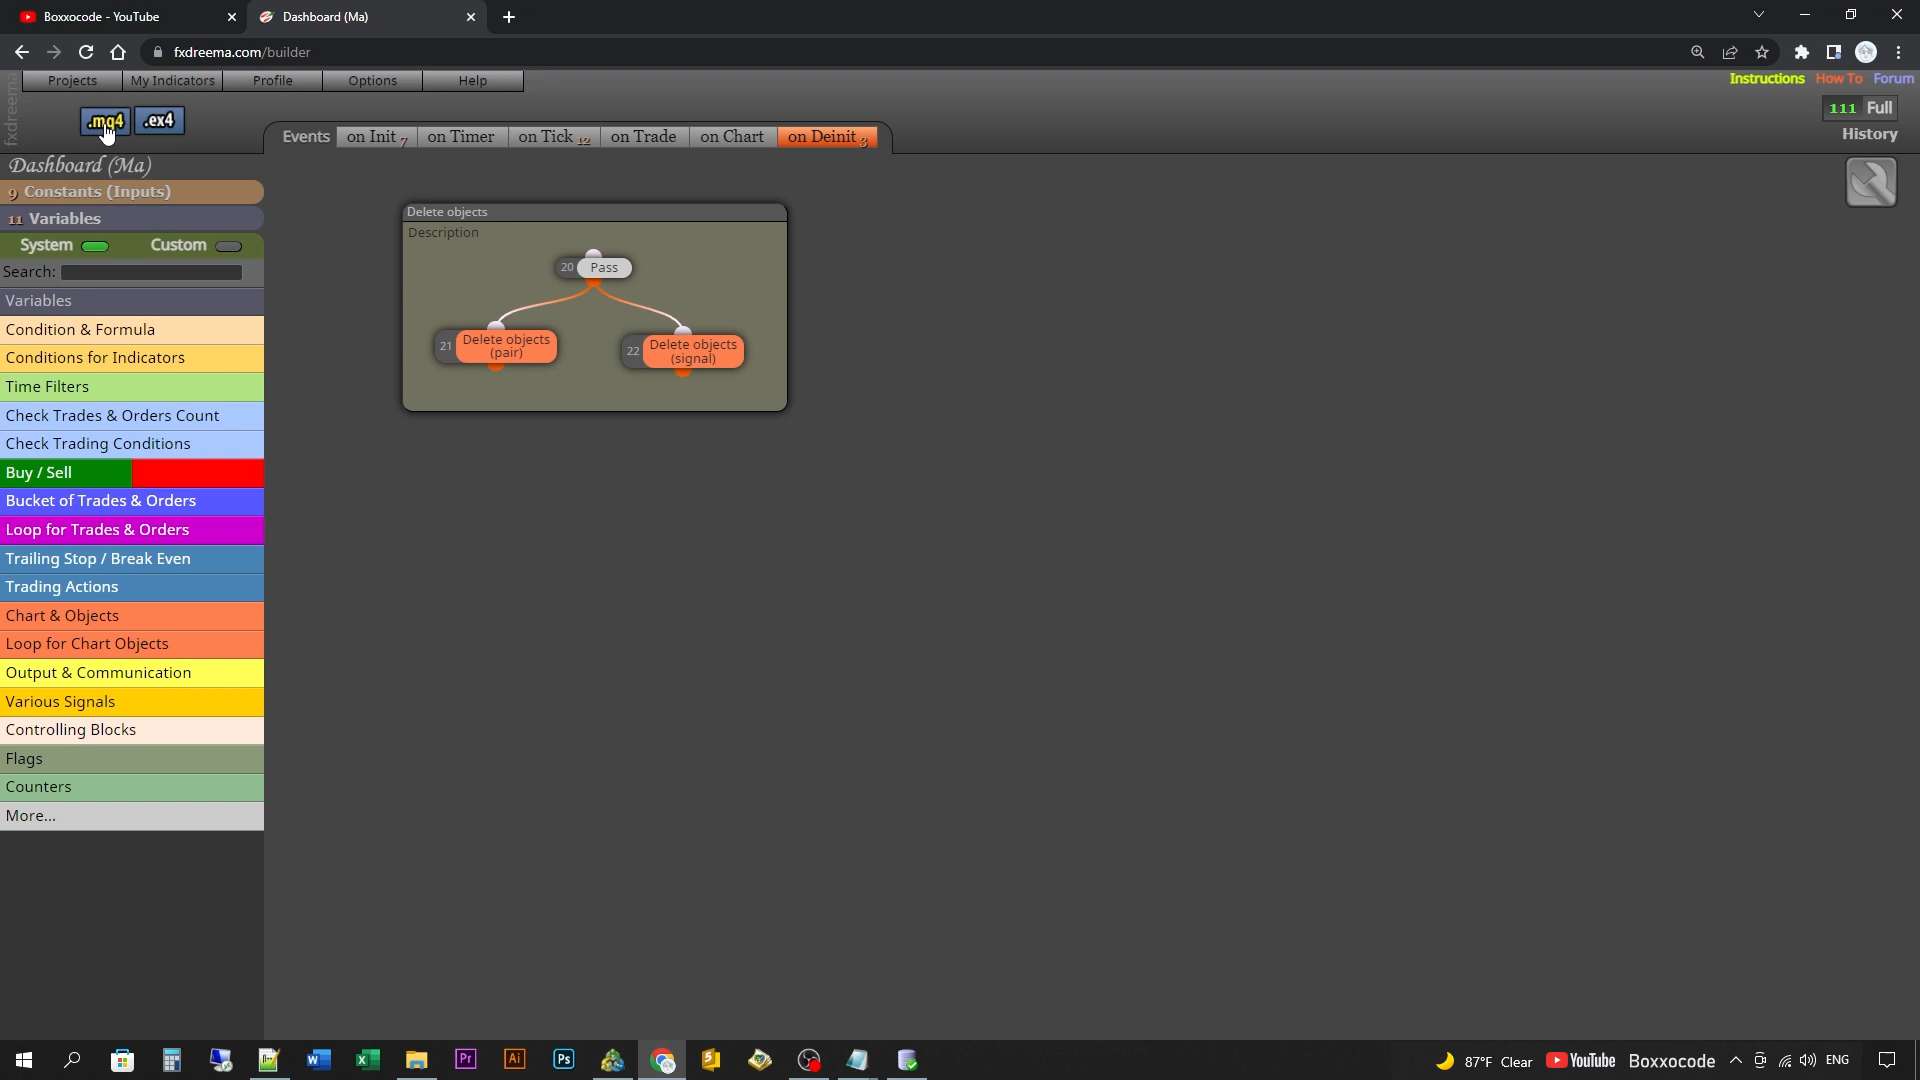 Boxxocode - YouTube
Dashboard (Ma)
fxdreema.com/builder
Projects
My Indicators
Profile
Options
Help
Instructions
How To
Forum
fxdreema
.mq4
.ex4
111 Full
History
Events
on Init 7
on Timer
on Tick 12
on Trade
on Chart
on Deinit 3
Dashboard (Ma)
9 Constants (Inputs)
11 Variables
System
Custom
Search:
Variables
Condition & Formula
Conditions for Indicators
Time Filters
Check Trades & Orders Count
Check Trading Conditions
Buy / Sell
Bucket of Trades & Orders
Loop for Trades & Orders
Trailing Stop / Break Even
Trading Actions
Chart & Objects
Loop for Chart Objects
Output & Communication
Various Signals
Controlling Blocks
Flags
Counters
More...
Delete objects
Description
20 Pass
21 Delete objects
(pair)
22 Delete objects
(signal)
W
X
Pr
Ai
Ps
5
87°F Clear
YouTube
Boxxocode
ENG